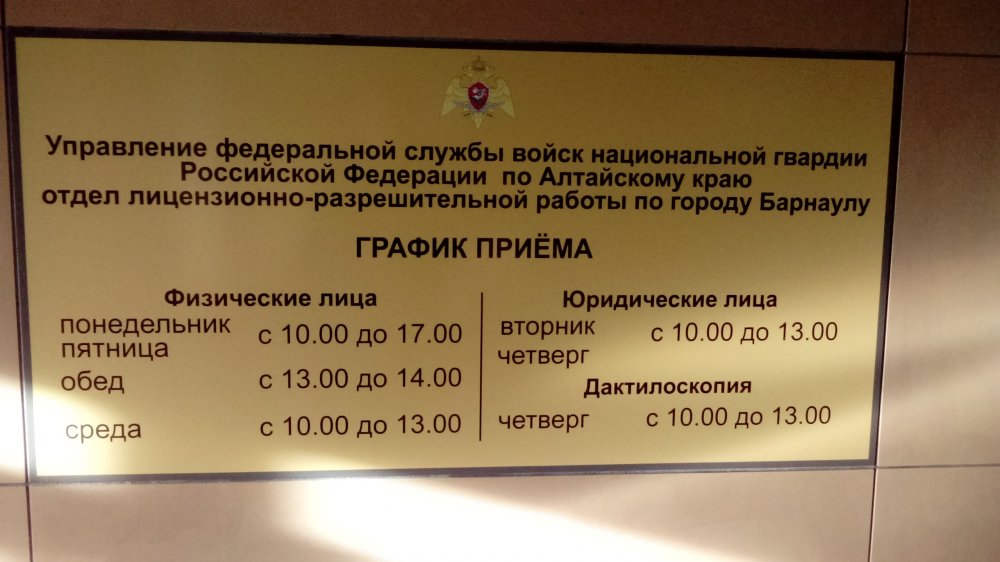 Управление федеральной службы войск национальной гвардии
Российской Федерации по Алтайскому краю
отдел лицензионно-разрешительной работы по городу Барнаулу
ГРАФИК ПРИЁМА
Физические лица
понедельник с 10.00 до 17.00
пятница
обед с 13.00 до 14.00
среда с 10.00 до 13.00
Юридические лица
вторник с 10.00 до 13.00
четверг
Дактилоскопия
четверг с 10.00 до 13.00